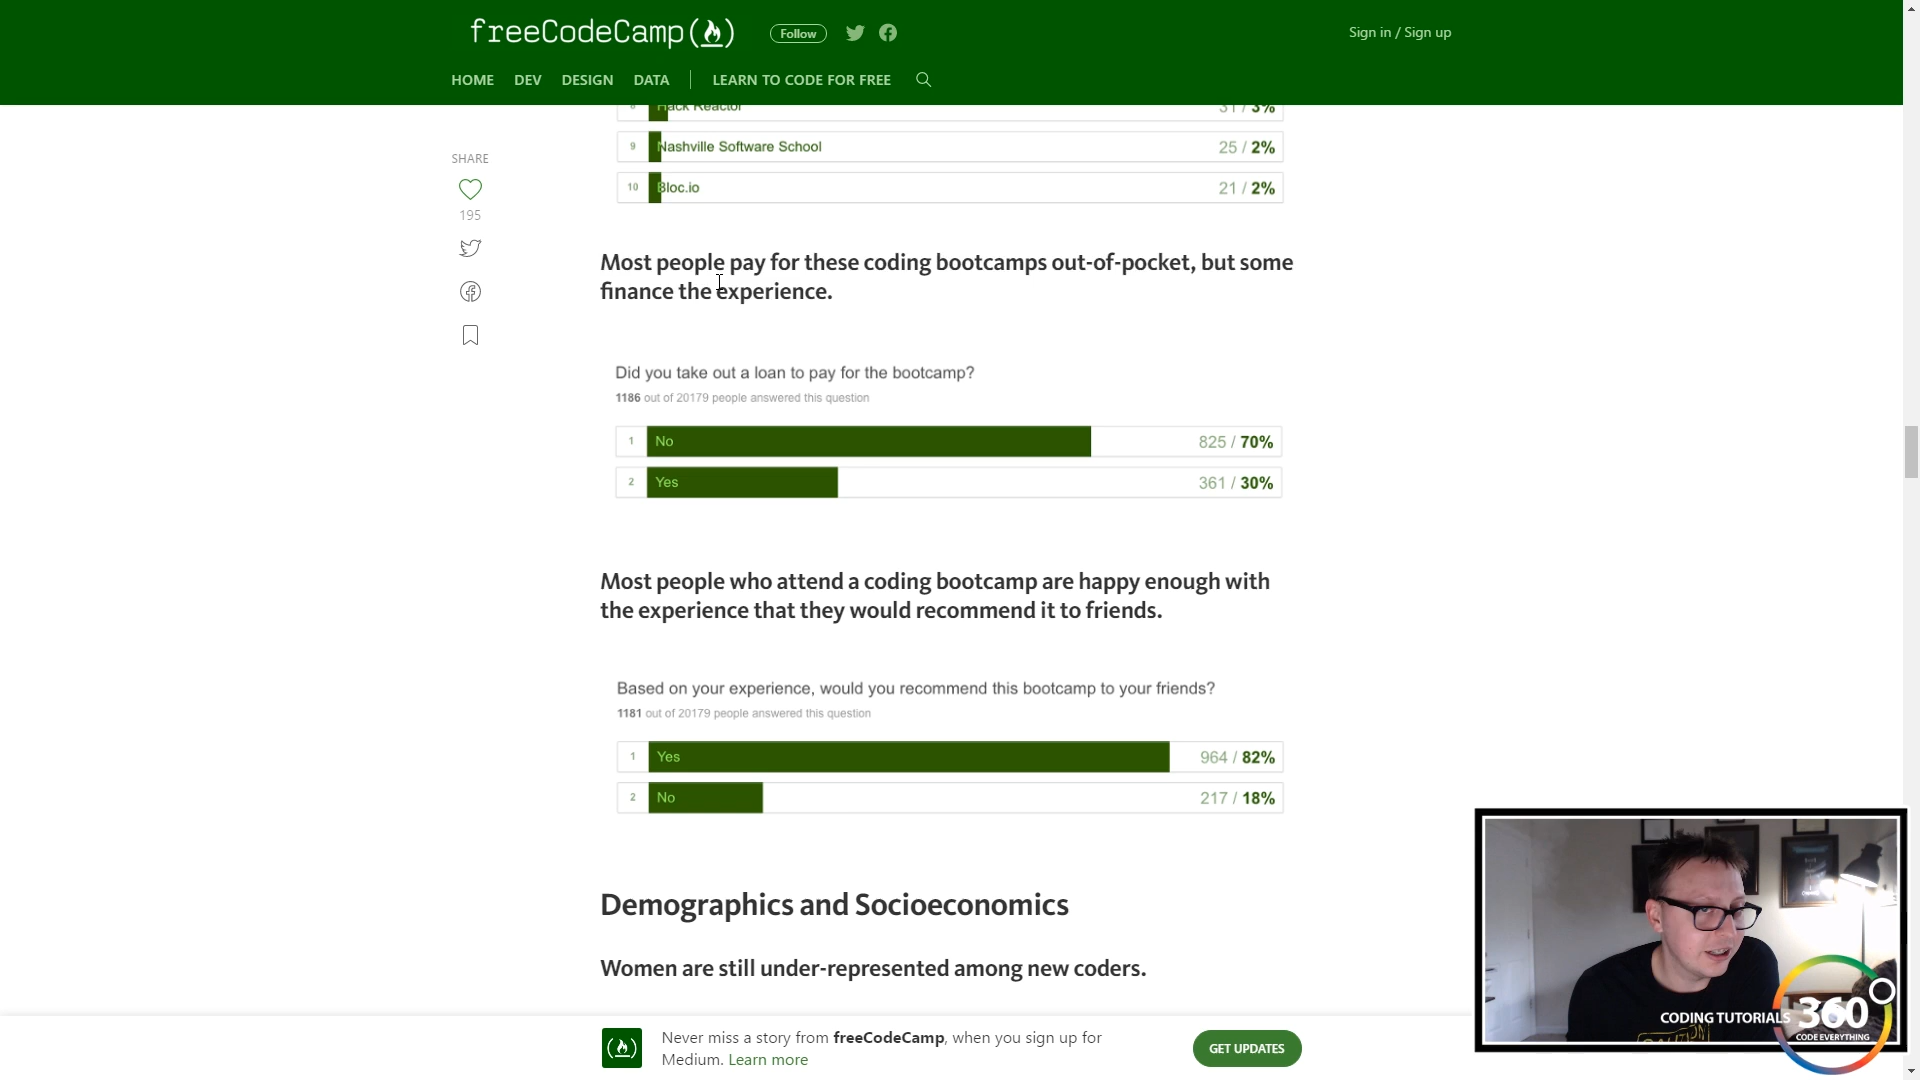 freeCodeCamp
Follow
Sign in / Sign up
HOME DEV DESIGN DATA LEARN TO CODE FOR FREE
8 Hack Reactor 31 / 3%
SHARE
9 Nashville Software School 25 / 2%
10 Bloc.io 21 / 2%
195
Most people pay for these coding bootcamps out-of-pocket, but some
finance the experience.
Did you take out a loan to pay for the bootcamp?
1186 out of 20179 people answered this question
1 No 825 / 70%
2 Yes 361 / 30%
Most people who attend a coding bootcamp are happy enough with
the experience that they would recommend it to friends.
Based on your experience, would you recommend this bootcamp to your friends?
1181 out of 20179 people answered this question
1 Yes 964 / 82%
2 No 217 / 18%
Demographics and Socioeconomics
Women are still under-represented among new coders.
Never miss a story from freeCodeCamp, when you sign up for
Medium. Learn more
GET UPDATES
CODING TUTORIALS 360
CODE EVERYTHING